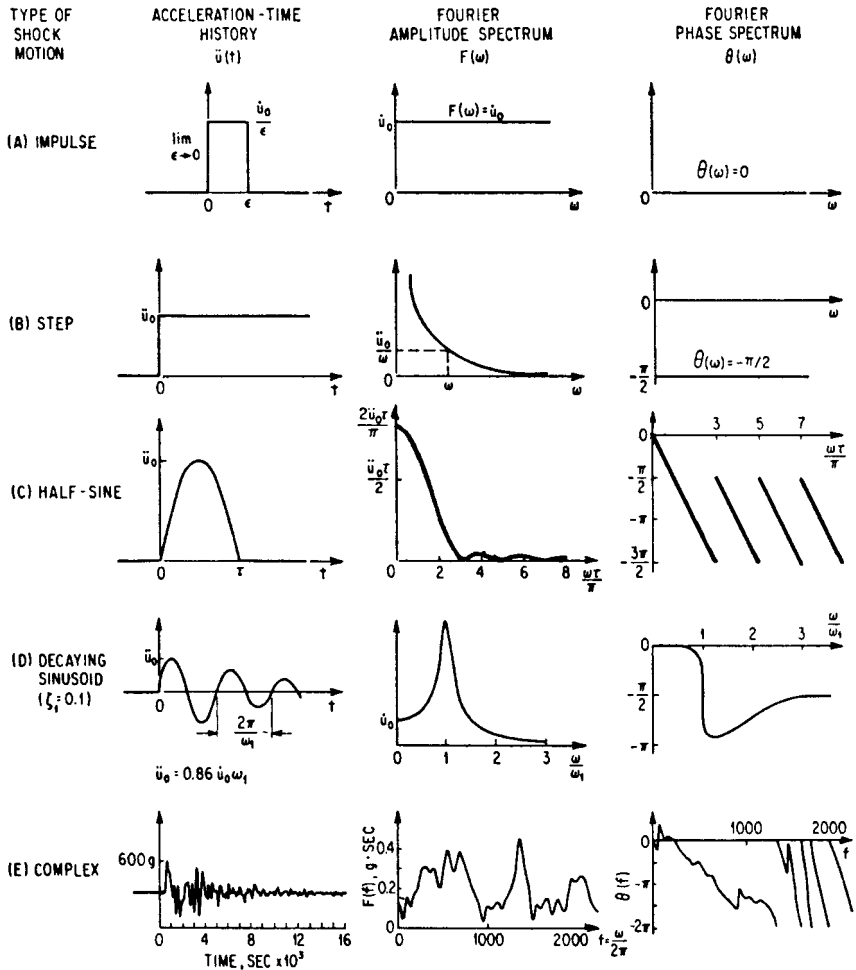 TYPE OF SHOCK MOTION
ACCELERATION-TIME HISTORY ü(t)
FOURIER AMPLITUDE SPECTRUM F(ω)
FOURIER PHASE SPECTRUM θ(ω)
(A) IMPULSE
lim ε→0
u̇₀/ε
0 ε t
u̇₀
F(ω)=u̇₀
0 ω
θ(ω)=0
0 ω
(B) STEP
ü₀
0 t
ü₀/ω
0 ω ω
0 ω
θ(ω)=-π/2
-π/2
(C) HALF-SINE
ü₀
0 τ t
2ü₀τ/π
ü₀τ/2
0 2 4 6 8 ωτ/π
3 5 7
0 ωτ/π
-π/2
-π
-3π/2
(D) DECAYING SINUSOID (ζ₁=0.1)
ü₀
0 t
2π/ω₁
ü₀ = 0.86 u̇₀ω₁
u̇₀
0 1 2 3 ω/ω₁
0 1 2 3 ω/ω₁
-π/2
-π
(E) COMPLEX
600 g
0 4 8 12 16
TIME, SEC x10³
F(f), g·SEC
0.4
0.2
0
0 1000 2000 f=ω/2π
θ(f)
1000 2000
0 f
-π
-2π